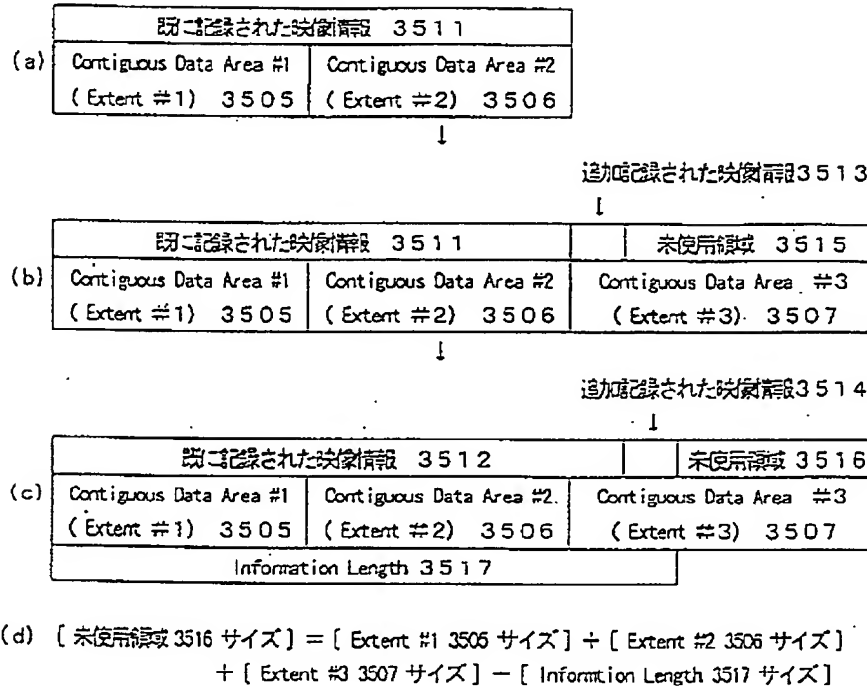 既に記録された映像情報 3511
(a) Contiguous Data Area #1 Contiguous Data Area #2
(Extent #1) 3505 (Extent #2) 3506
↓
追加記録された映像情報3513
↓
既に記録された映像情報 3511 未使用領域 3515
(b) Contiguous Data Area #1 Contiguous Data Area #2 Contiguous Data Area #3
(Extent #1) 3505 (Extent #2) 3506 (Extent #3) 3507
↓
追加記録された映像情報3514
↓
既に記録された映像情報 3512 未使用領域 3516
(c) Contiguous Data Area #1 Contiguous Data Area #2. Contiguous Data Area #3
(Extent #1) 3505 (Extent #2) 3506 (Extent #3) 3507
Information Length 3517
(d) [未使用領域 3516 サイズ] = [Extent #1 3505 サイズ] + [Extent #2 3506 サイズ]
+ [Extent #3 3507 サイズ] − [Informtion Length 3517 サイズ]